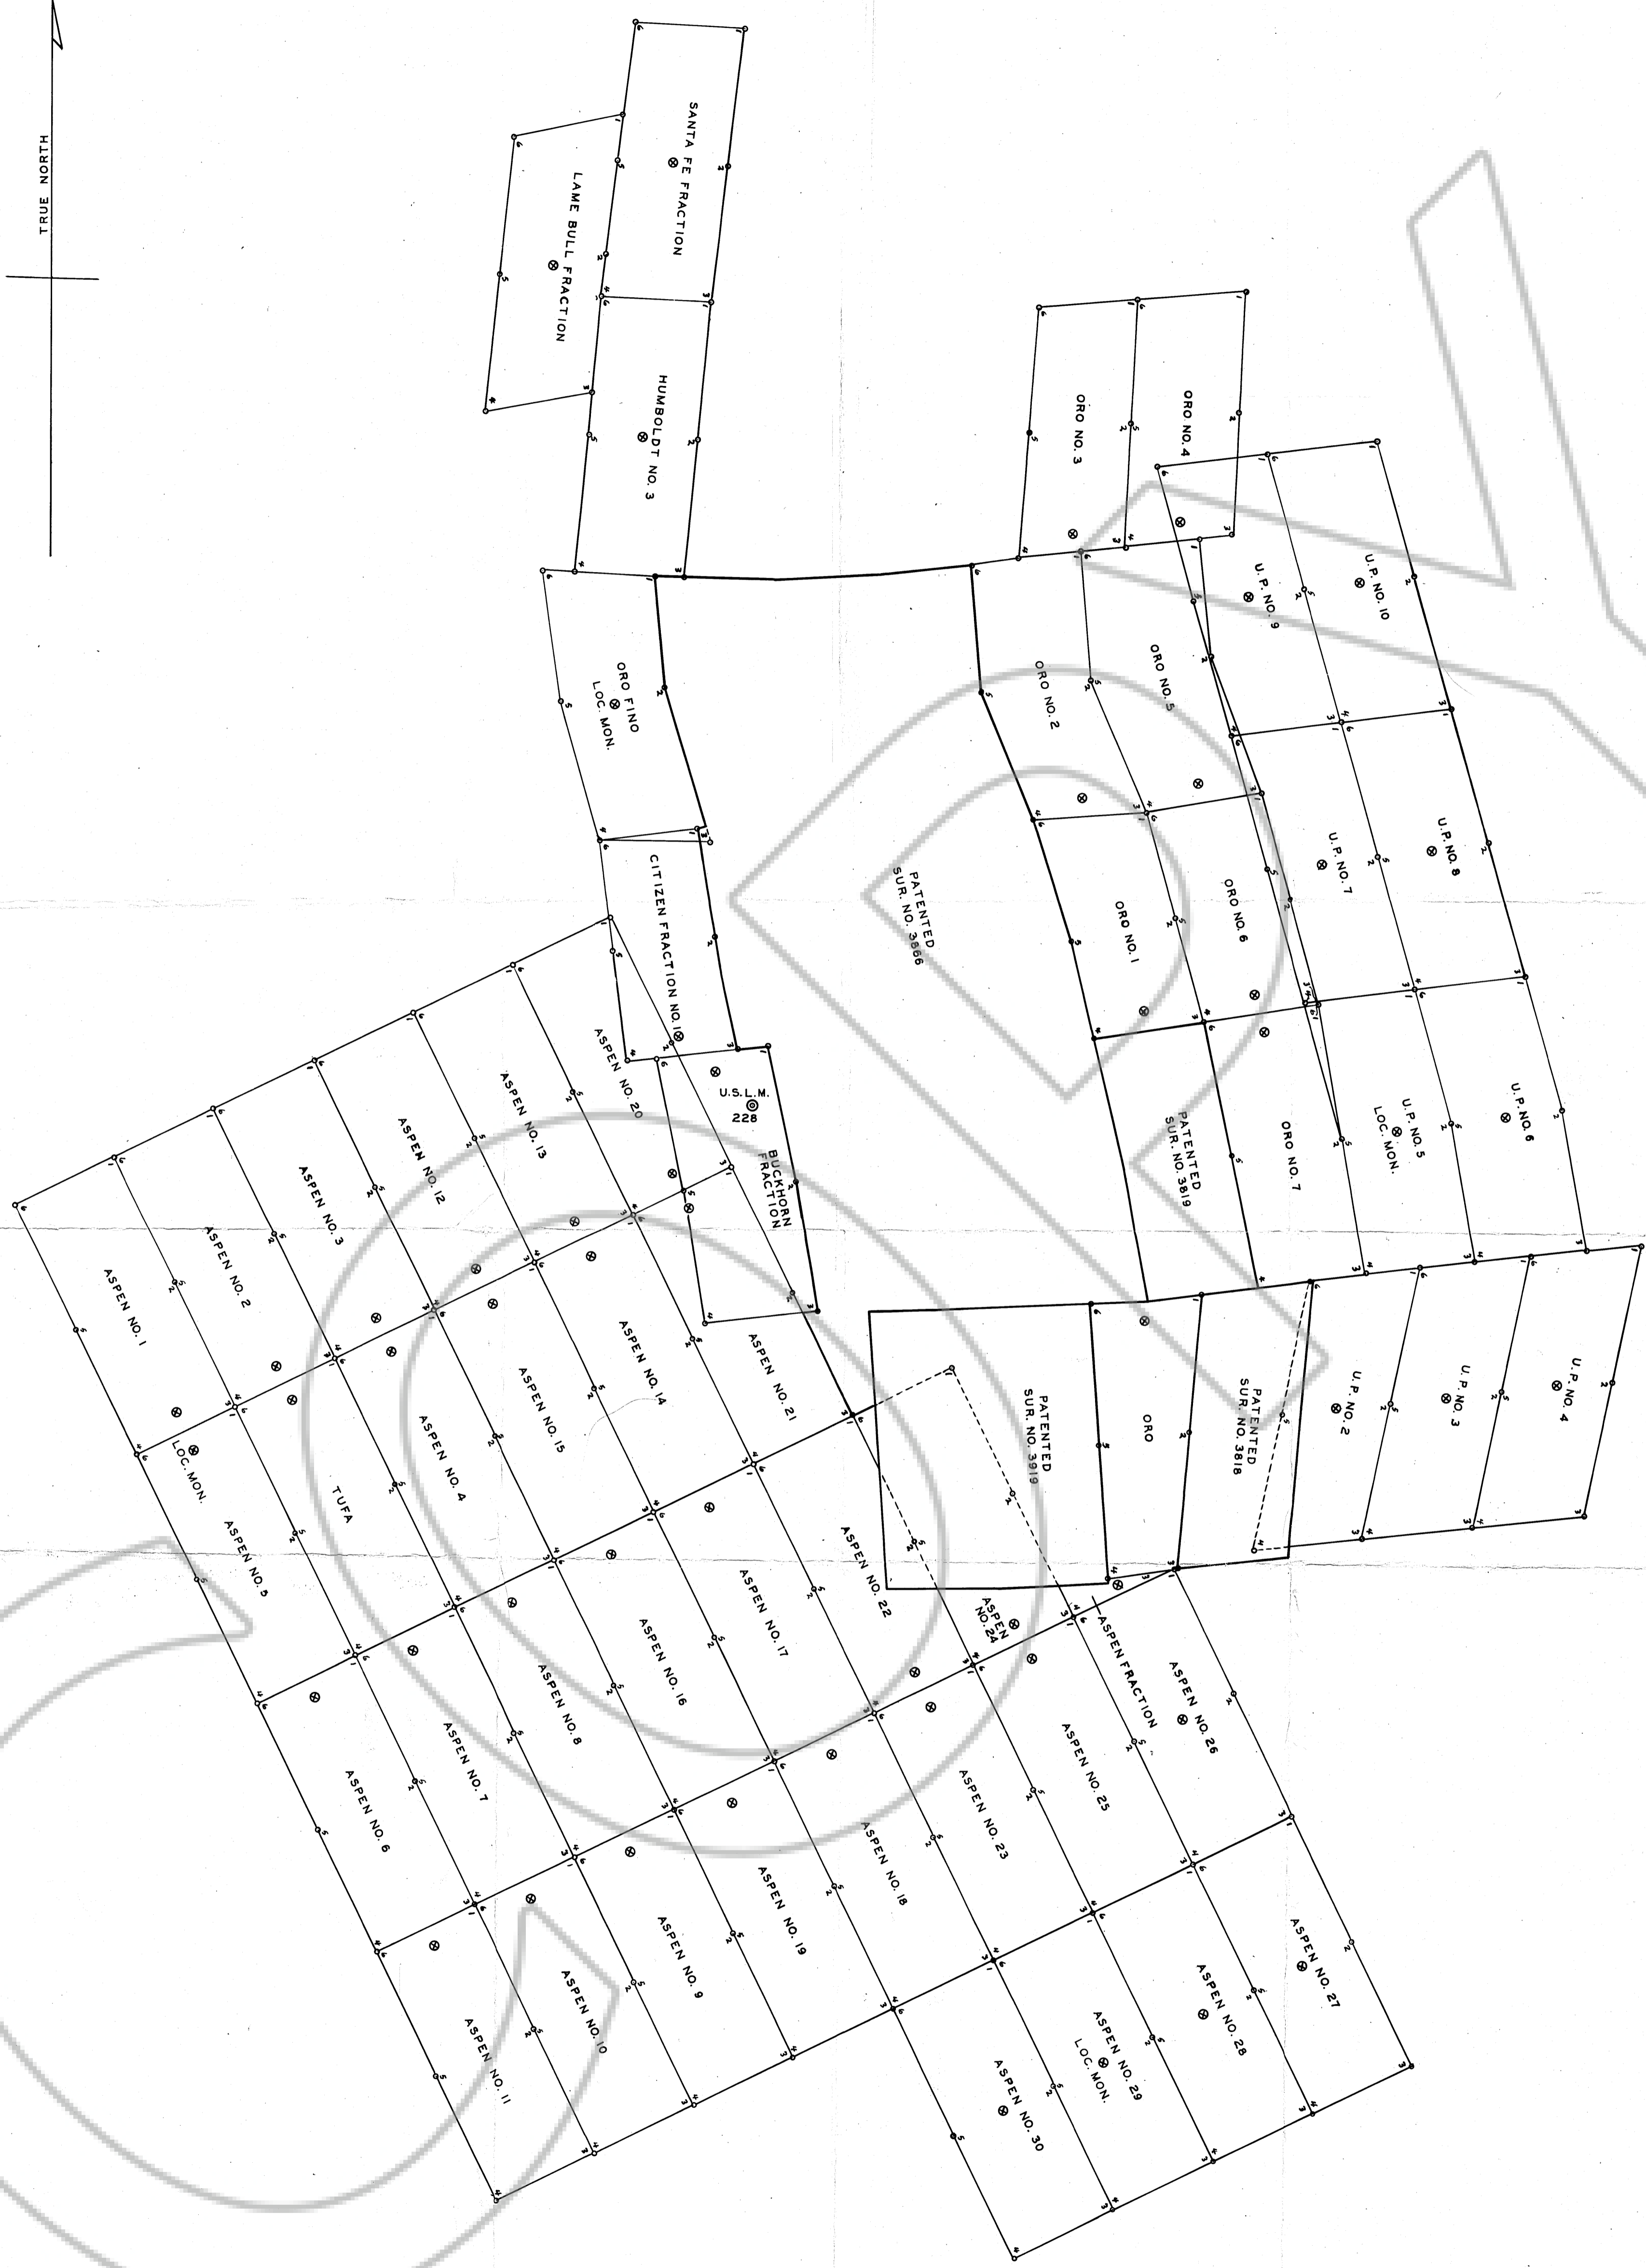 TRUE NORTH
SANTA FE FRACTION
LAME BULL FRACTION
HUMBOLDT NO. 3
ORO NO. 3
ORO NO. 4
U.P. NO. 9
U.P. NO. 10
ORO FINO
LOC. MON.
ORO NO. 2
ORO NO. 5
U.P. NO. 7
U.P. NO. 8
CITIZEN FRACTION NO. 1
PATENTED
SUR. NO. 3866
ORO NO. 1
ORO NO. 6
U.S.L.M.
228
BUCKHORN
FRACTION
PATENTED
SUR. NO. 3819
ORO NO. 7
U.P. NO. 5
LOC. MON.
U.P. NO. 6
ASPEN NO. 20
ASPEN NO. 13
ASPEN NO. 12
ASPEN NO. 3
ASPEN NO. 2
ASPEN NO. 1
ASPEN NO. 21
ASPEN NO. 14
ASPEN NO. 15
ASPEN NO. 4
TUFA
LOC. MON.
ASPEN NO. 5
PATENTED
SUR. NO. 3919
ORO
PATENTED
SUR. NO. 3818
U.P. NO. 2
U.P. NO. 3
U.P. NO. 4
ASPEN NO. 22
ASPEN NO. 17
ASPEN NO. 16
ASPEN NO. 8
ASPEN NO. 7
ASPEN NO. 6
ASPEN
NO. 24
ASPEN FRACTION
ASPEN NO. 26
ASPEN NO. 25
ASPEN NO. 23
ASPEN NO. 18
ASPEN NO. 19
ASPEN NO. 9
ASPEN NO. 10
ASPEN NO. 11
ASPEN NO. 27
ASPEN NO. 28
ASPEN NO. 29
LOC. MON.
ASPEN NO. 30